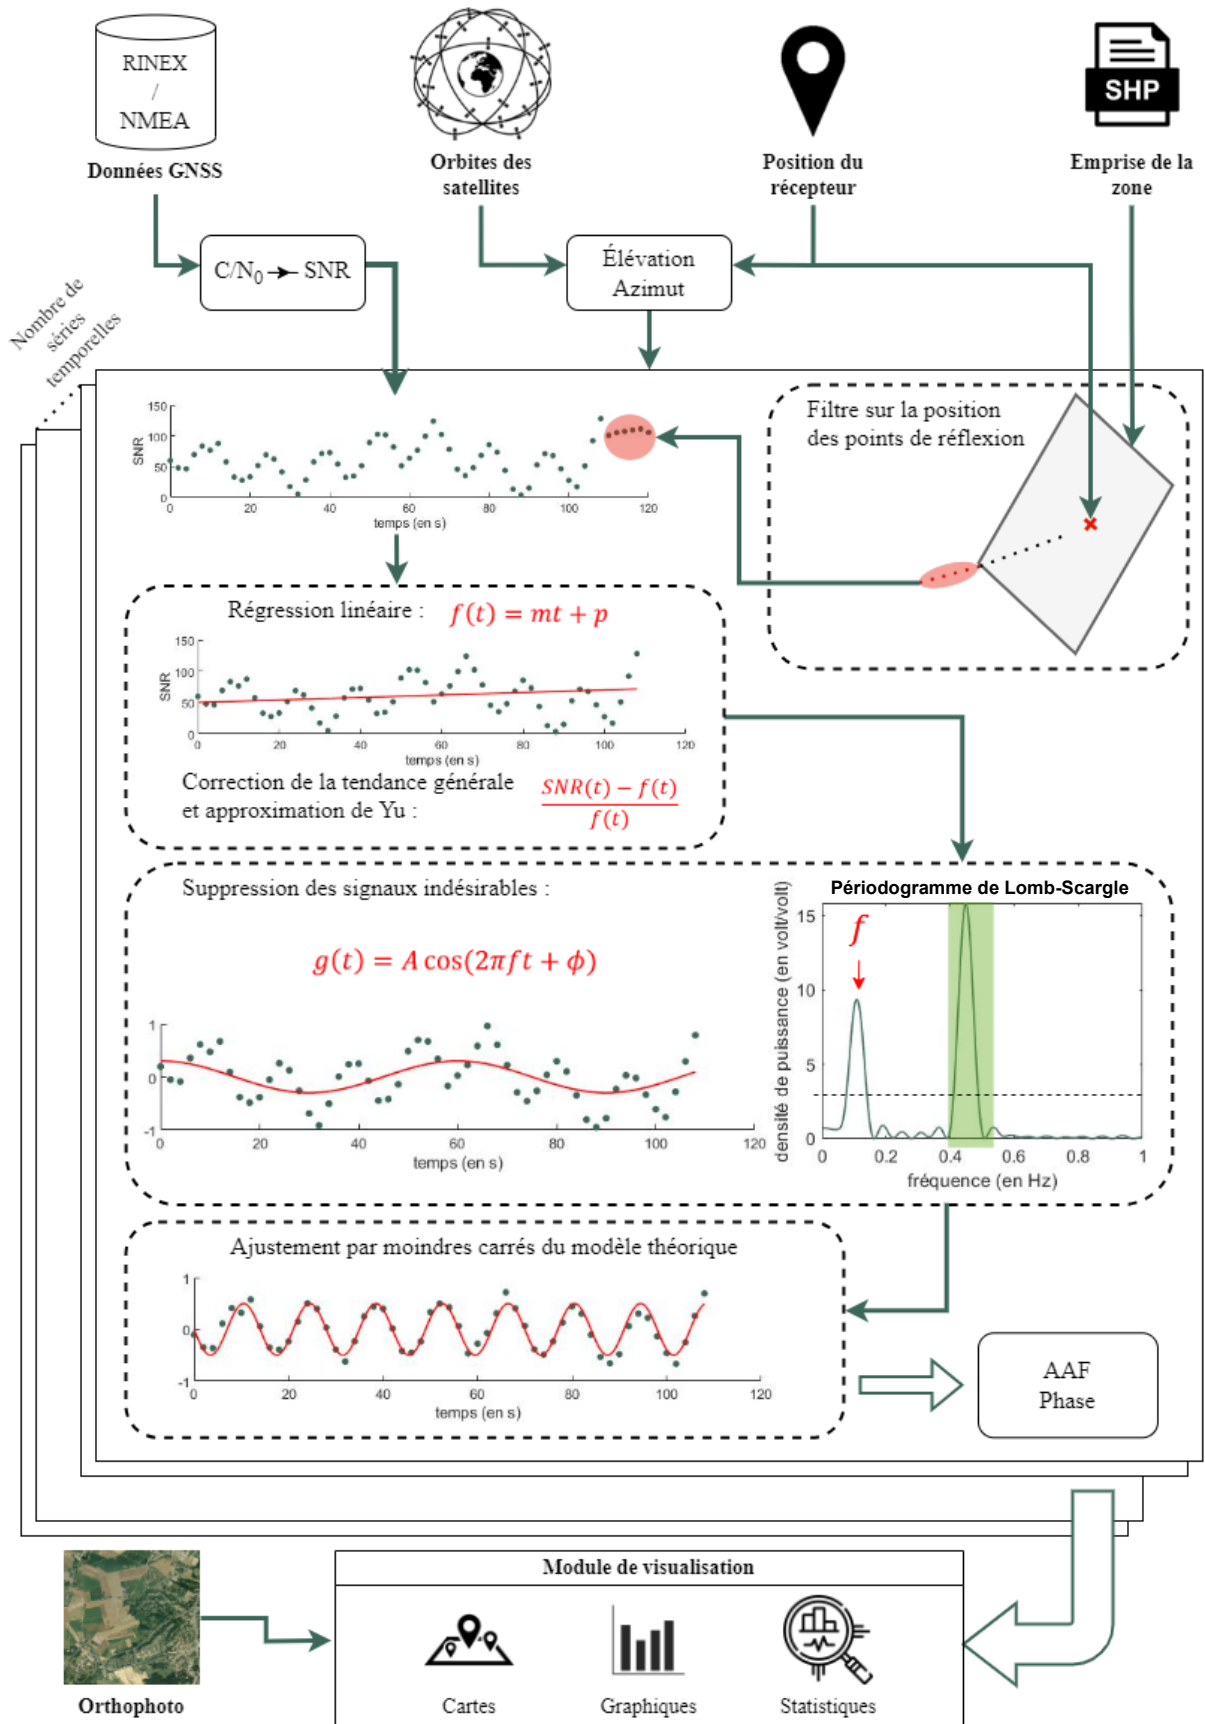 RINEX
/
NMEA
Données GNSS
Orbites des
satellites
Position du
récepteur
SHP
Emprise de la
zone
C/N0 → SNR
Élévation
Azimut
Nombre de
séries
temporelles
150
100
50
0
SNR
0 20 40 60 80 100 120
temps (en s)
Filtre sur la position
des points de réflexion
Régression linéaire : f(t) = mt + p
150
100
50
0
SNR
0 20 40 60 80 100 120
temps (en s)
Correction de la tendance générale
et approximation de Yu :
SNR(t) − f(t)
f(t)
Suppression des signaux indésirables :
g(t) = A cos(2πft + ϕ)
1
0
-1
0 20 40 60 80 100 120
temps (en s)
Périodogramme de Lomb-Scargle
densité de puissance (en volt/volt)
15
10
5
0
f
0 0.2 0.4 0.6 0.8 1
fréquence (en Hz)
Ajustement par moindres carrés du modèle théorique
1
0
-1
0 20 40 60 80 100 120
temps (en s)
AAF
Phase
Orthophoto
Module de visualisation
Cartes
Graphiques
Statistiques